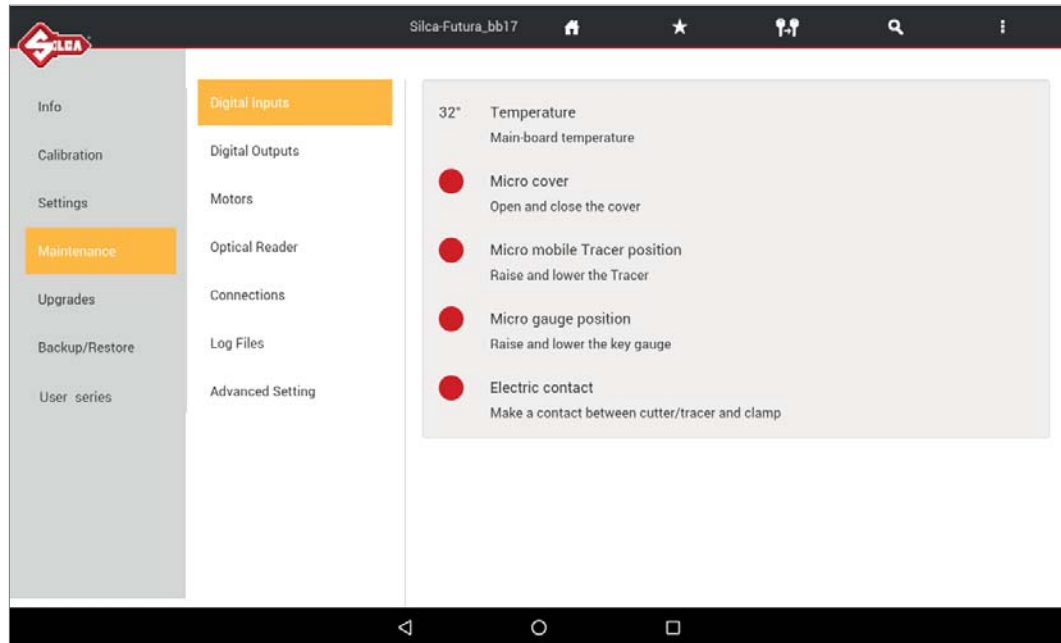 SILCA
Silca-Futura_bb17
Info
Calibration
Settings
Maintenance
Upgrades
Backup/Restore
User series
Digital Inputs
Digital Outputs
Motors
Optical Reader
Connections
Log Files
Advanced Setting
32° Temperature
Main-board temperature
Micro cover
Open and close the cover
Micro mobile Tracer position
Raise and lower the Tracer
Micro gauge position
Raise and lower the key gauge
Electric contact
Make a contact between cutter/tracer and clamp